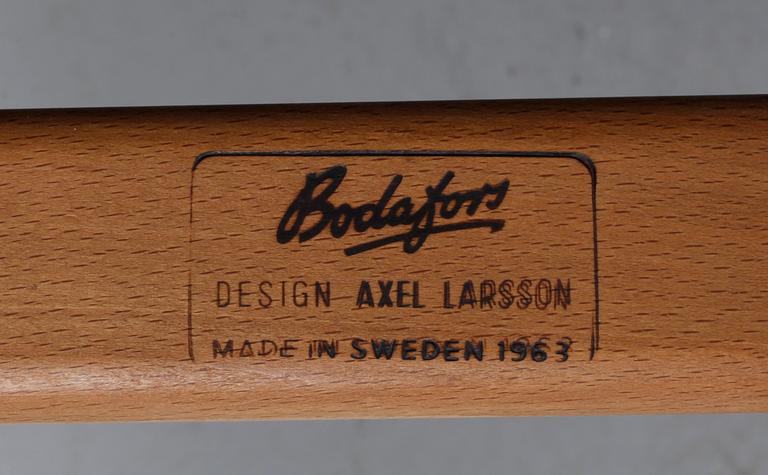 Bodafors
DESIGN AXEL LARSSON
MADE IN SWEDEN 1963